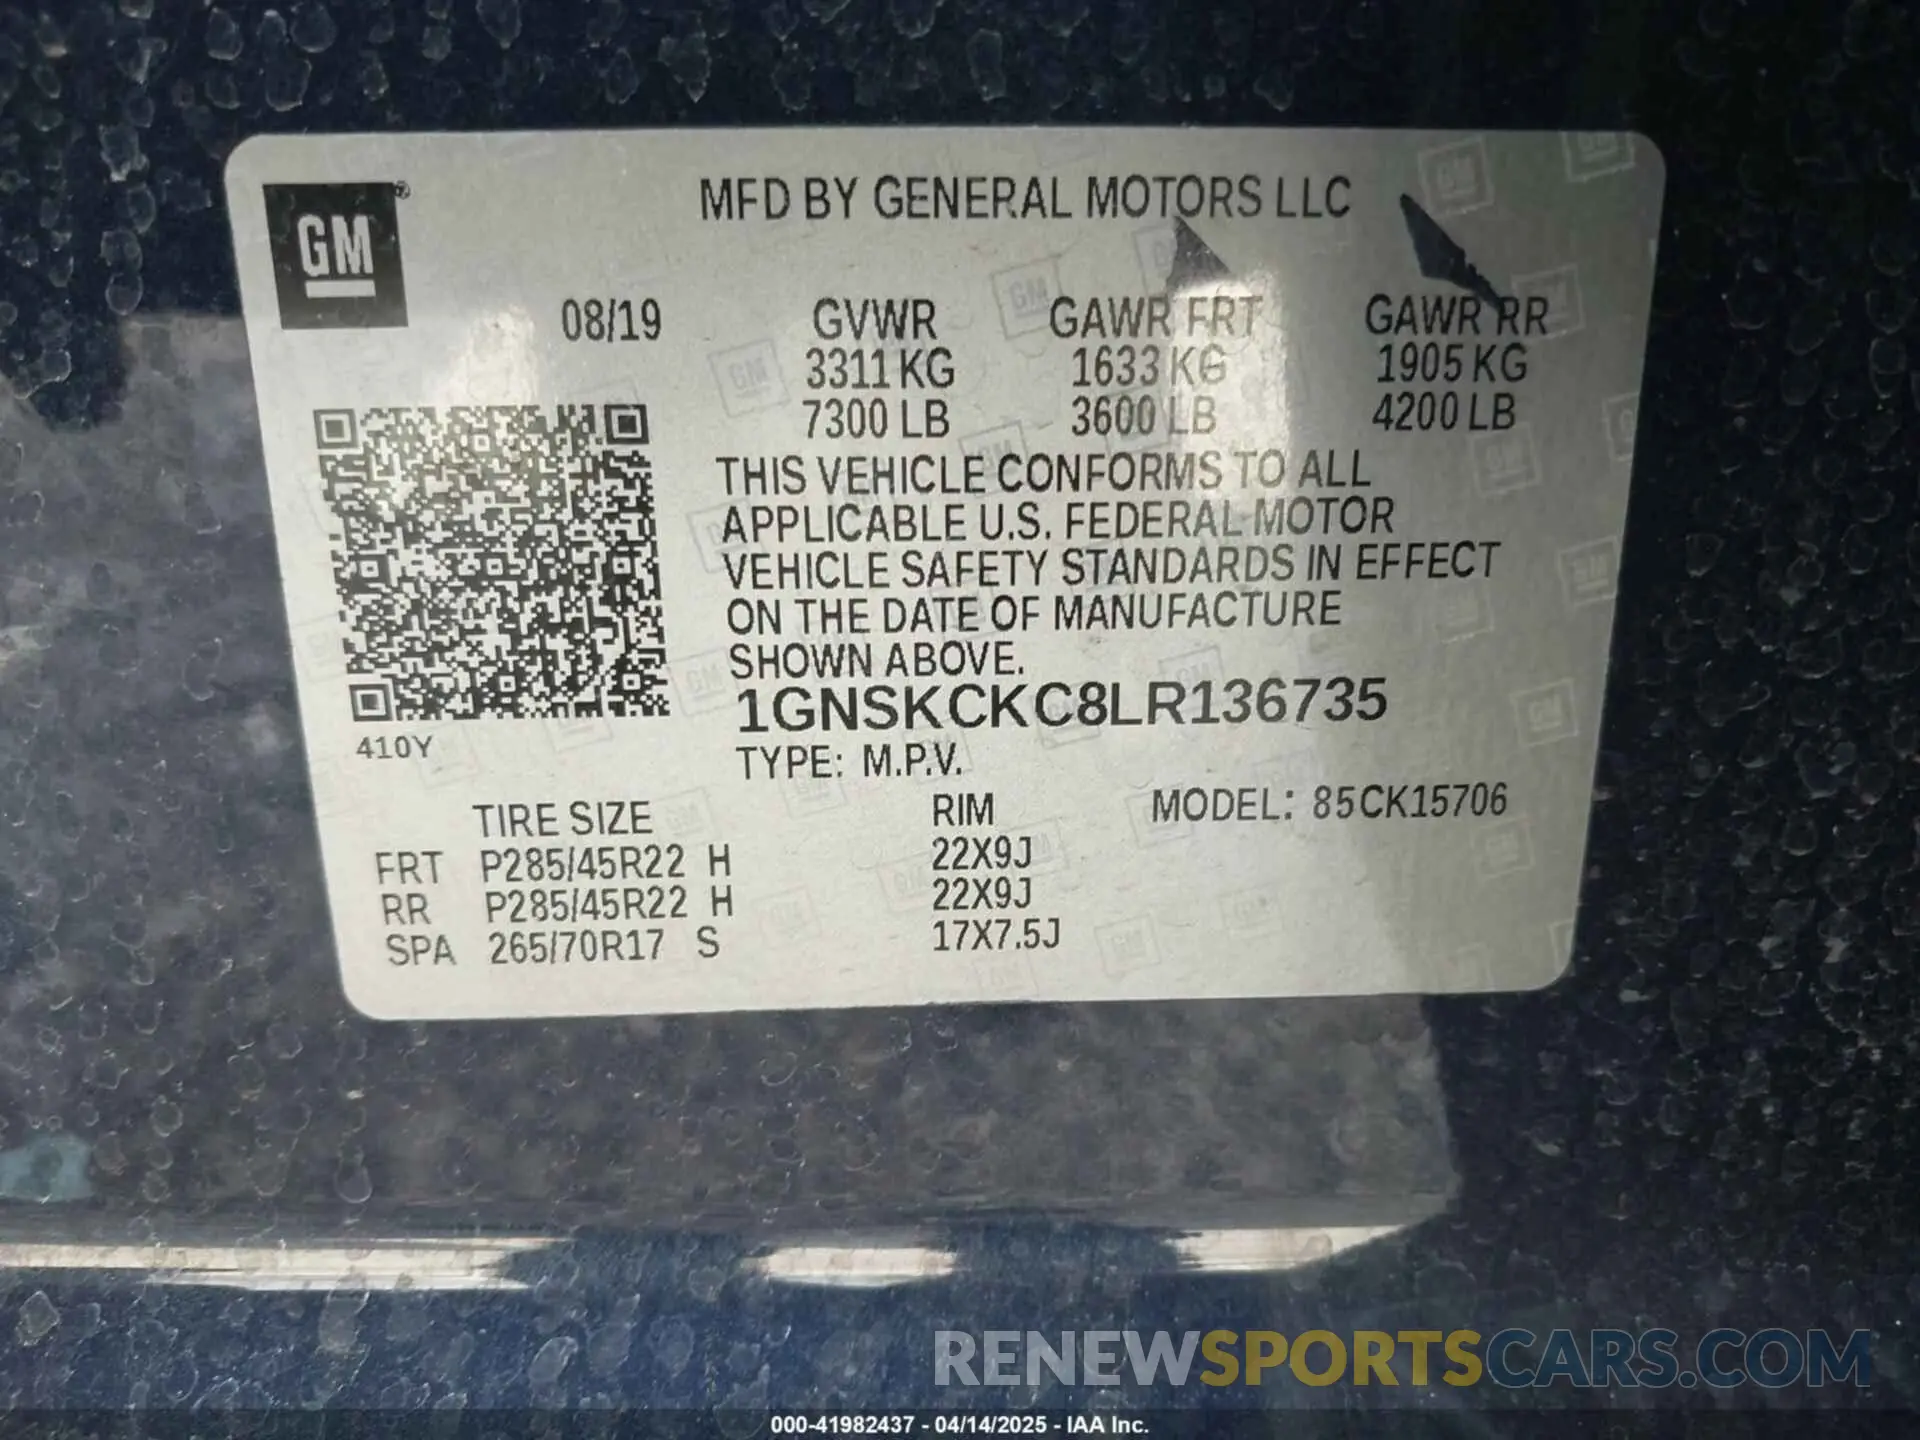 GM®
MFD BY GENERAL MOTORS LLC
08/19 GVWR GAWR FRT GAWR RR
3311 KG 1633 KG 1905 KG
7300 LB 3600 LB 4200 LB
THIS VEHICLE CONFORMS TO ALL
APPLICABLE U.S. FEDERAL MOTOR
VEHICLE SAFETY STANDARDS IN EFFECT
ON THE DATE OF MANUFACTURE
SHOWN ABOVE.
1GNSKCKC8LR136735
410Y
TYPE: M.P.V.
TIRE SIZE RIM MODEL: 85CK15706
FRT P285/45R22 H 22X9J
RR P285/45R22 H 22X9J
SPA 265/70R17 S 17X7.5J
RENEWSPORTSCARS.COM
000-41982437 - 04/14/2025 - IAA Inc.